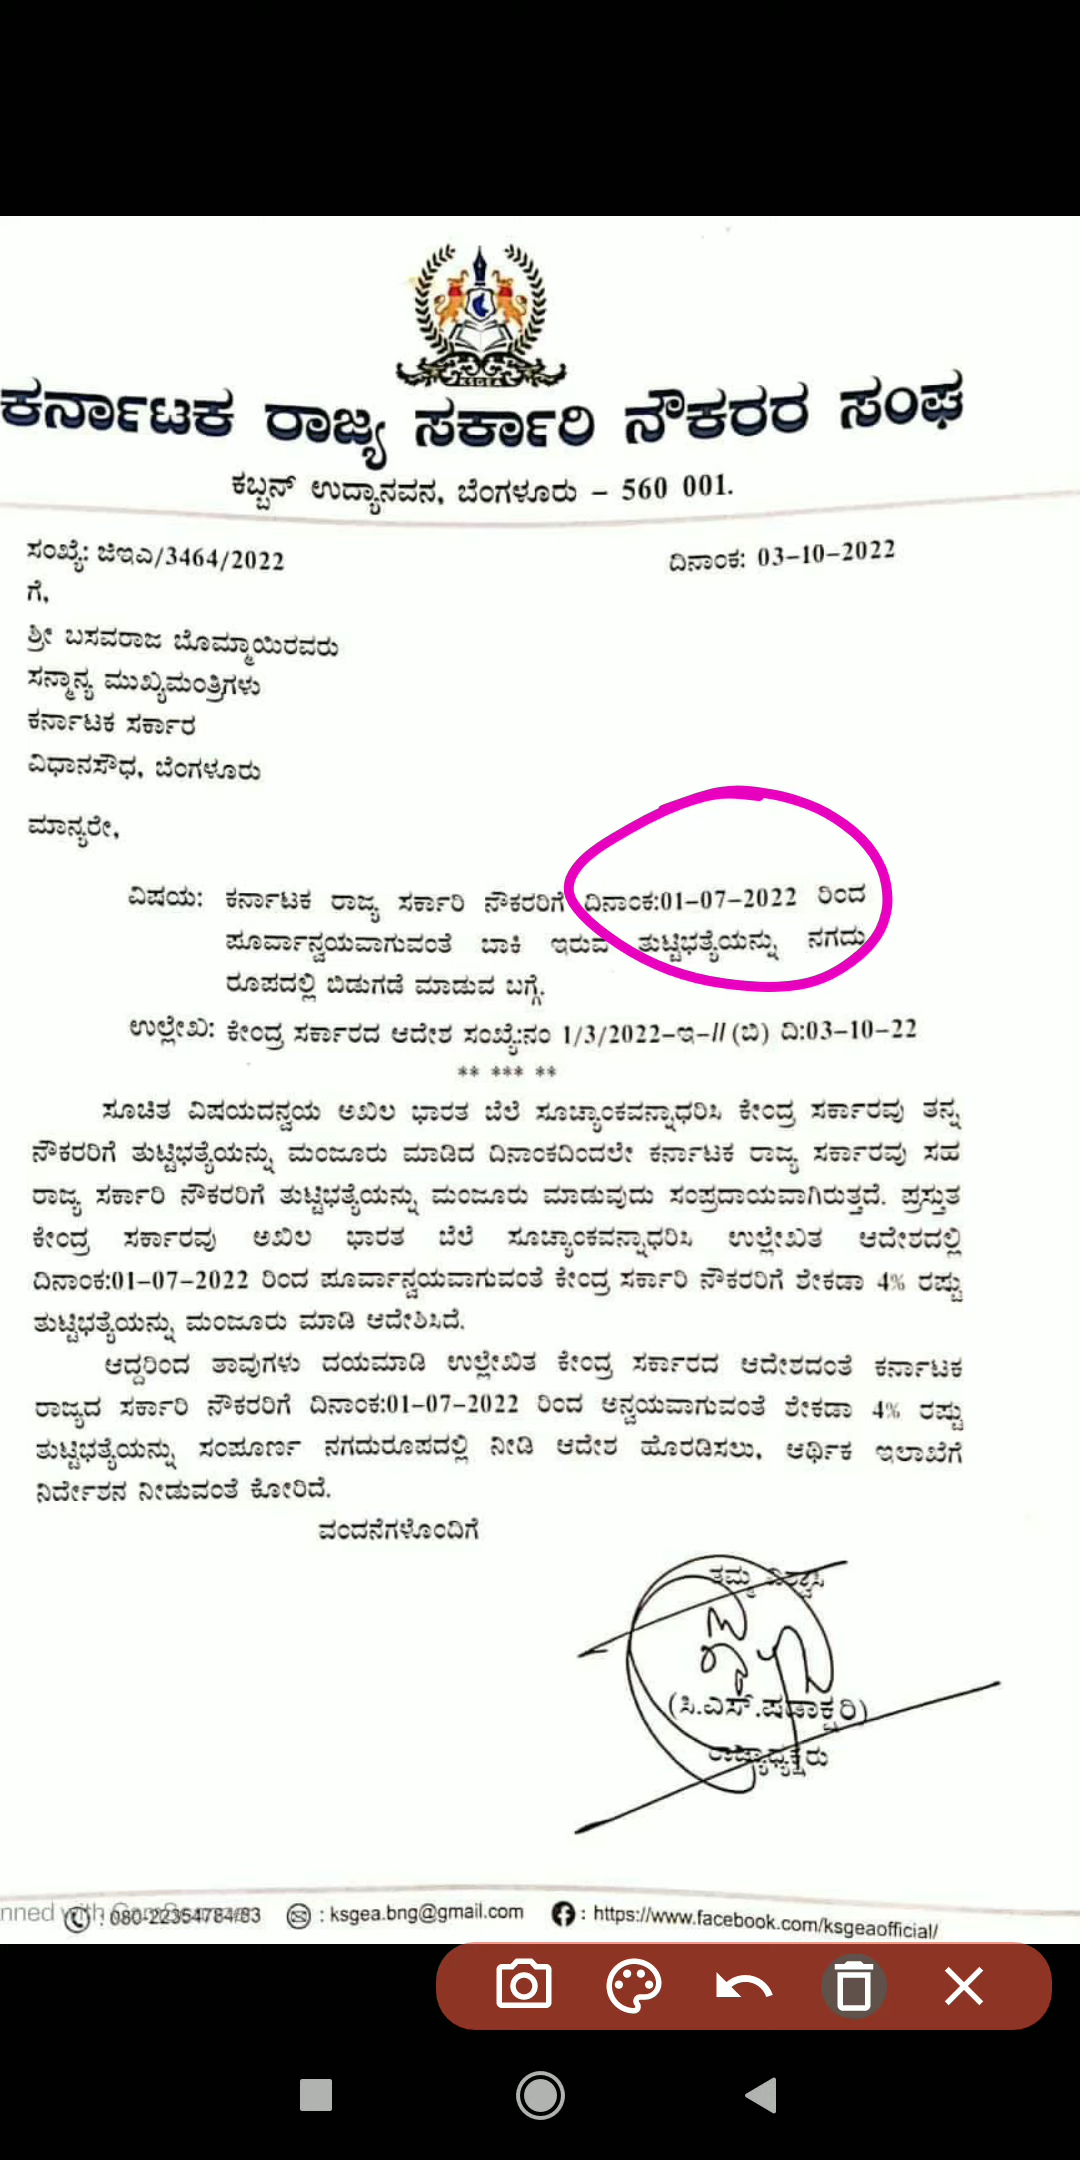 KSGEA
ಕರ್ನಾಟಕ ರಾಜ್ಯ ಸರ್ಕಾರಿ ನೌಕರರ ಸಂಘ
ಕಬ್ಬನ್ ಉದ್ಯಾನವನ, ಬೆಂಗಳೂರು – 560 001.
ಸಂಖ್ಯೆ: ಜಿಇಎ/3464/2022 ದಿನಾಂಕ: 03–10–2022
ಗೆ,
ಶ್ರೀ ಬಸವರಾಜ ಬೊಮ್ಮಾಯಿರವರು
ಸನ್ಮಾನ್ಯ ಮುಖ್ಯಮಂತ್ರಿಗಳು
ಕರ್ನಾಟಕ ಸರ್ಕಾರ
ವಿಧಾನಸೌಧ, ಬೆಂಗಳೂರು
ಮಾನ್ಯರೇ,
ವಿಷಯ: ಕರ್ನಾಟಕ ರಾಜ್ಯ ಸರ್ಕಾರಿ ನೌಕರರಿಗೆ ದಿನಾಂಕ:01–07–2022 ರಿಂದ
ಪೂರ್ವಾನ್ವಯವಾಗುವಂತೆ ಬಾಕಿ ಇರುವ ತುಟ್ಟಿಭತ್ಯೆಯನ್ನು ನಗದು
ರೂಪದಲ್ಲಿ ಬಿಡುಗಡೆ ಮಾಡುವ ಬಗ್ಗೆ.
ಉಲ್ಲೇಖ: ಕೇಂದ್ರ ಸರ್ಕಾರದ ಆದೇಶ ಸಂಖ್ಯೆ:ನಂ 1/3/2022–ಇ–// (ಬಿ) ದಿ:03–10–22
** *** **
ಸೂಚಿತ ವಿಷಯದನ್ವಯ ಅಖಿಲ ಭಾರತ ಬೆಲೆ ಸೂಚ್ಯಾಂಕವನ್ನಾಧರಿಸಿ ಕೇಂದ್ರ ಸರ್ಕಾರವು ತನ್ನ
ನೌಕರರಿಗೆ ತುಟ್ಟಿಭತ್ಯೆಯನ್ನು ಮಂಜೂರು ಮಾಡಿದ ದಿನಾಂಕದಿಂದಲೇ ಕರ್ನಾಟಕ ರಾಜ್ಯ ಸರ್ಕಾರವು ಸಹ
ರಾಜ್ಯ ಸರ್ಕಾರಿ ನೌಕರರಿಗೆ ತುಟ್ಟಿಭತ್ಯೆಯನ್ನು ಮಂಜೂರು ಮಾಡುವುದು ಸಂಪ್ರದಾಯವಾಗಿರುತ್ತದೆ. ಪ್ರಸ್ತುತ
ಕೇಂದ್ರ ಸರ್ಕಾರವು ಅಖಿಲ ಭಾರತ ಬೆಲೆ ಸೂಚ್ಯಾಂಕವನ್ನಾಧರಿಸಿ ಉಲ್ಲೇಖಿತ ಆದೇಶದಲ್ಲಿ
ದಿನಾಂಕ:01–07–2022 ರಿಂದ ಪೂರ್ವಾನ್ವಯವಾಗುವಂತೆ ಕೇಂದ್ರ ಸರ್ಕಾರಿ ನೌಕರರಿಗೆ ಶೇಕಡಾ 4% ರಷ್ಟು
ತುಟ್ಟಿಭತ್ಯೆಯನ್ನು ಮಂಜೂರು ಮಾಡಿ ಆದೇಶಿಸಿದೆ.
ಆದ್ದರಿಂದ ತಾವುಗಳು ದಯಮಾಡಿ ಉಲ್ಲೇಖಿತ ಕೇಂದ್ರ ಸರ್ಕಾರದ ಆದೇಶದಂತೆ ಕರ್ನಾಟಕ
ರಾಜ್ಯದ ಸರ್ಕಾರಿ ನೌಕರರಿಗೆ ದಿನಾಂಕ:01–07–2022 ರಿಂದ ಅನ್ವಯವಾಗುವಂತೆ ಶೇಕಡಾ 4% ರಷ್ಟು
ತುಟ್ಟಿಭತ್ಯೆಯನ್ನು ಸಂಪೂರ್ಣ ನಗದುರೂಪದಲ್ಲಿ ನೀಡಿ ಆದೇಶ ಹೊರಡಿಸಲು, ಆರ್ಥಿಕ ಇಲಾಖೆಗೆ
ನಿರ್ದೇಶನ ನೀಡುವಂತೆ ಕೋರಿದೆ.
ವಂದನೆಗಳೊಂದಿಗೆ
ತಮ್ಮ ವಿಶ್ವಾಸಿ
(ಸಿ.ಎಸ್.ಷಡಾಕ್ಷರಿ)
ರಾಜ್ಯಾಧ್ಯಕ್ಷರು
: 080-22354784/83 : ksgea.bng@gmail.com : https://www.facebook.com/ksgeaofficial/